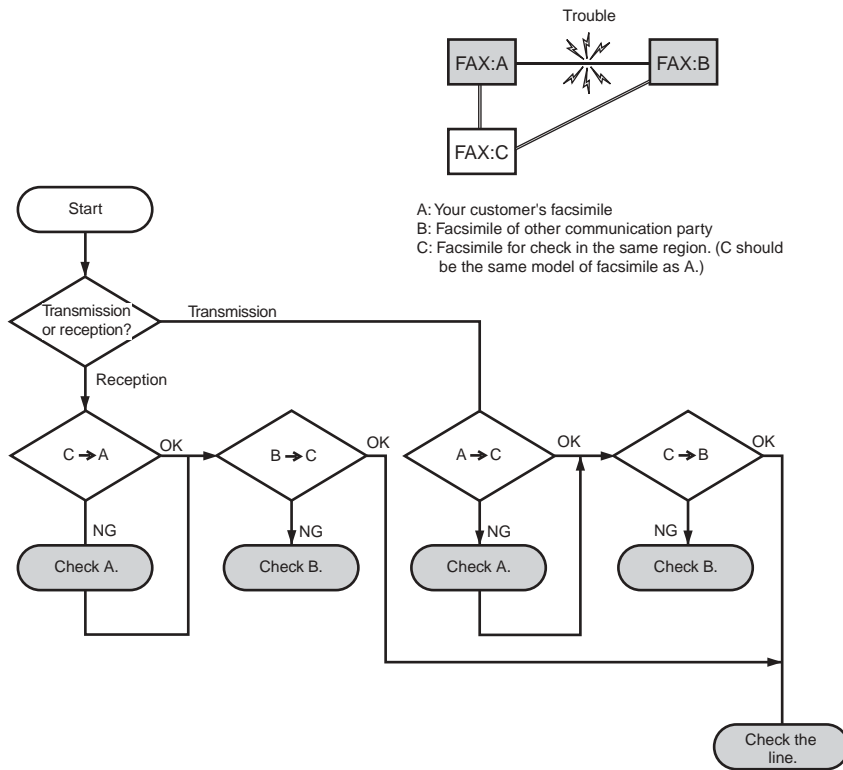 Trouble
FAX:A
FAX:B
FAX:C
A: Your customer's facsimile
B: Facsimile of other communication party
C: Facsimile for check in the same region. (C should
be the same model of facsimile as A.)
Start
Transmission
or reception?
Transmission
Reception
C → A
OK
B → C
OK
A → C
OK
C → B
OK
NG
NG
NG
NG
Check A.
Check B.
Check A.
Check B.
Check the
line.